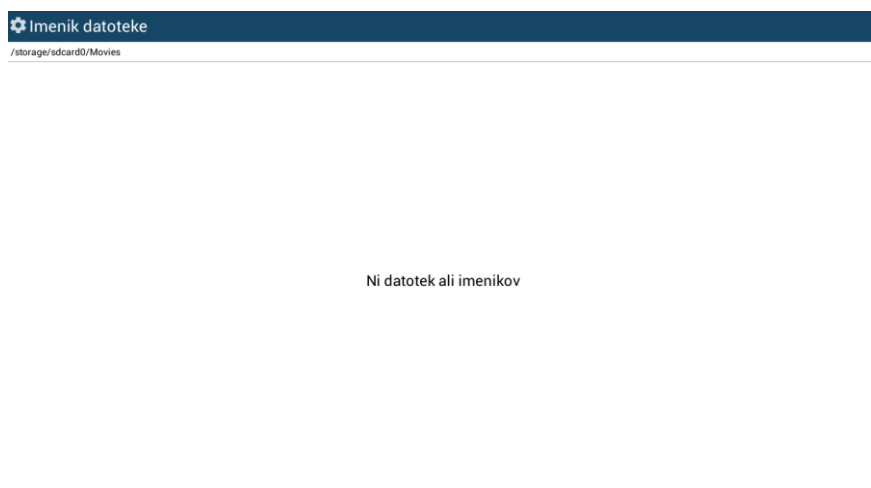 Imenik datoteke
/storage/sdcard0/Movies
Ni datotek ali imenikov